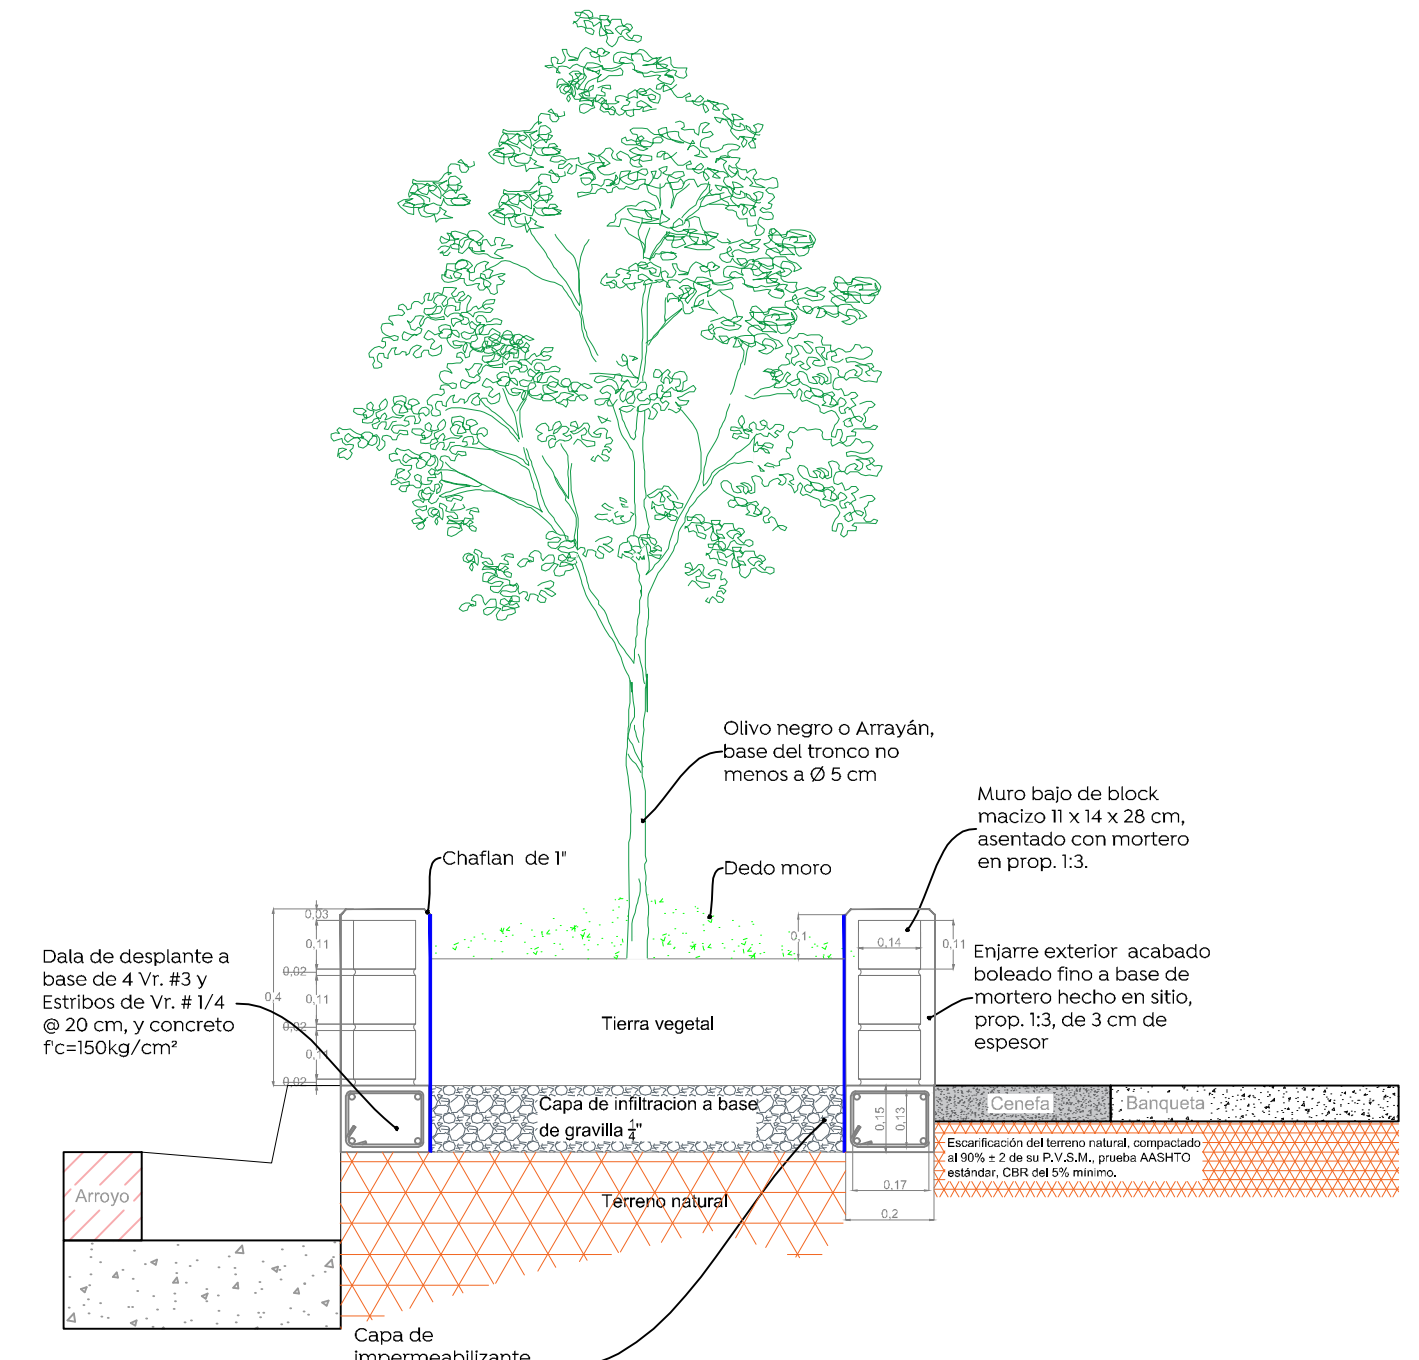 Olivo negro o Arrayán,
base del tronco no
menos a Ø 5 cm
Muro bajo de block
macizo 11 x 14 x 28 cm,
asentado con mortero
en prop. 1:3.
Chaflan de 1"
Dedo moro
Dala de desplante a
base de 4 Vr. #3 y
Estribos de Vr. # 1/4
@ 20 cm, y concreto
f'c=150kg/cm²
0,03
0,11
0,02
0,11
0,02
0,11
0,02
0,4
0,1
0,14
0,11
Enjarre exterior acabado
boleado fino a base de
mortero hecho en sitio,
prop. 1:3, de 3 cm de
espesor
Tierra vegetal
Capa de infiltracion a base
de gravilla 1/4"
0,15
0,13
Cenefa
Banqueta
Escarificación del terreno natural, compactado
al 90% ± 2 de su P.V.S.M., prueba AASHTO
estándar, CBR del 5% mínimo.
0,17
0,2
Arroyo
Terreno natural
Capa de
impermeabilizante